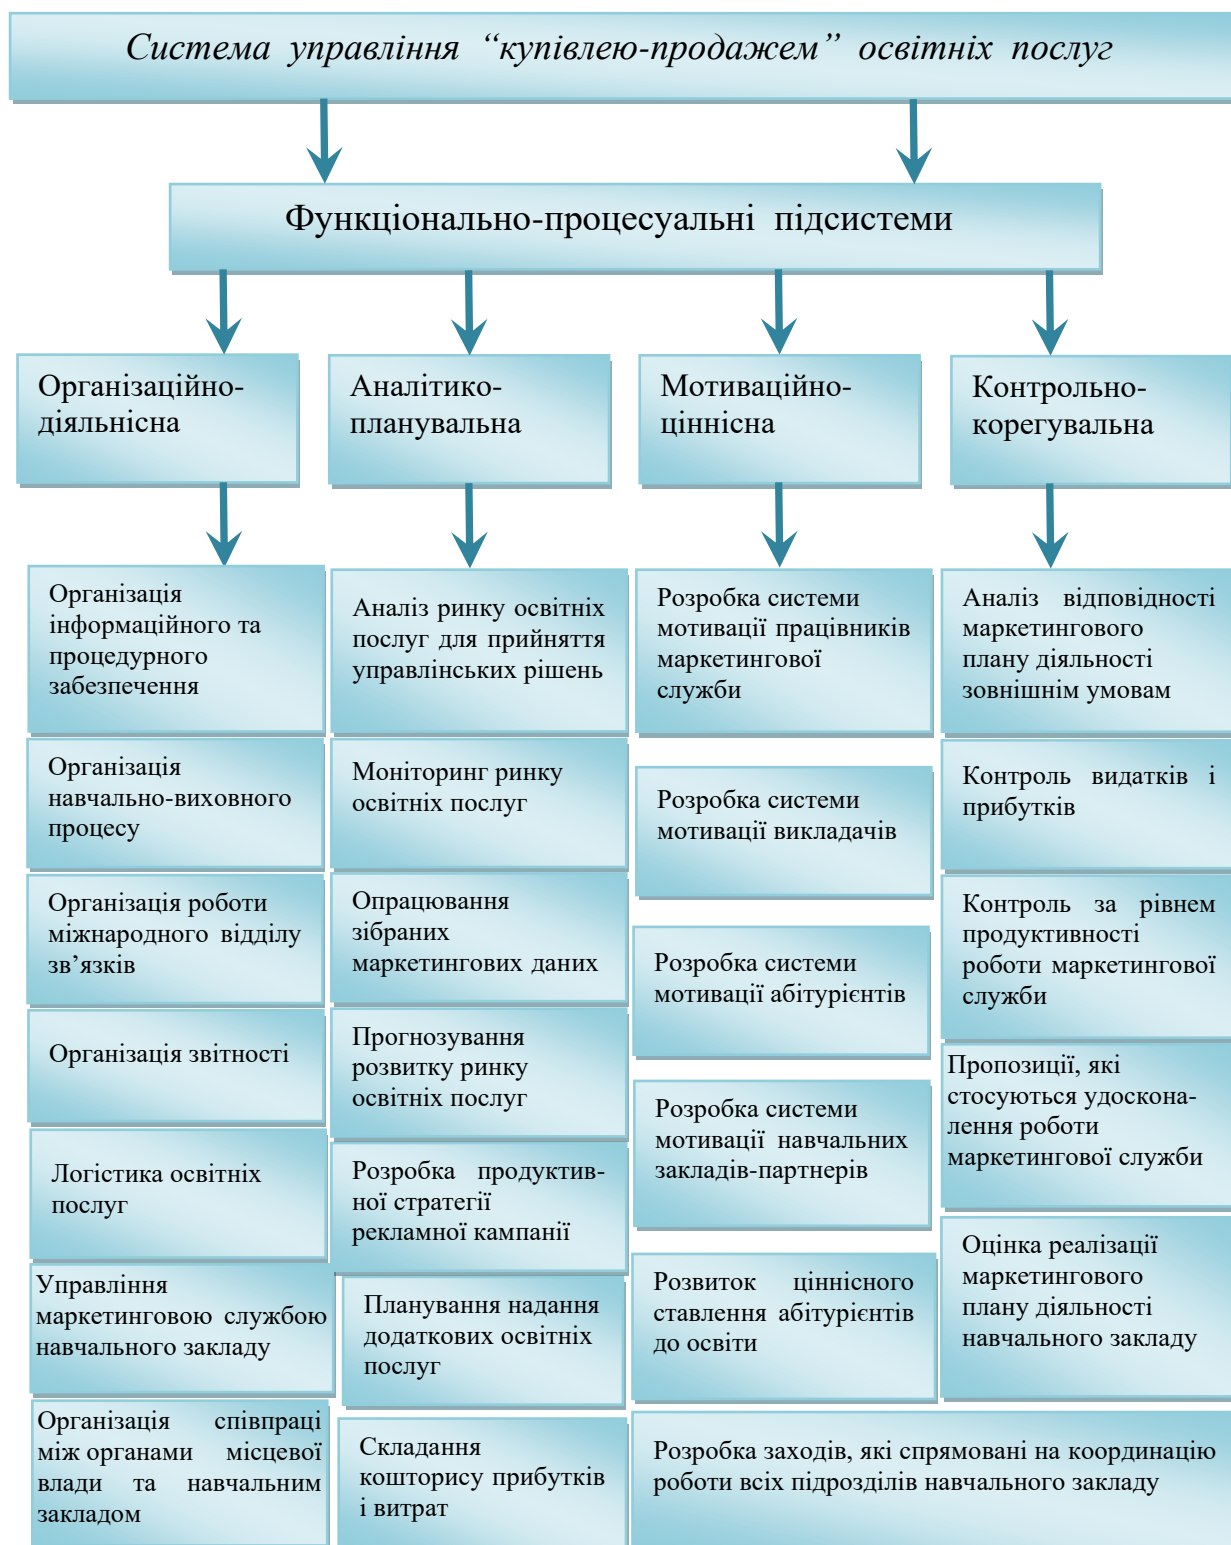 Система управління “купівлею-продажем” освітніх послуг
Функціонально-процесуальні підсистеми
Організаційно-
діяльнісна
Аналітико-
планувальна
Мотиваційно-
ціннісна
Контрольно-
корегувальна
Організація
інформаційного та
процедурного
забезпечення
Організація
навчально-виховного
процесу
Організація роботи
міжнародного відділу
зв’язків
Організація звітності
Логістика освітніх
послуг
Управління
маркетинговою службою
навчального закладу
Організація співпраці
між органами місцевої
влади та навчальним
закладом
Аналіз ринку освітніх
послуг для прийняття
управлінських рішень
Моніторинг ринку
освітніх послуг
Опрацювання
зібраних
маркетингових даних
Прогнозування
розвитку ринку
освітніх послуг
Розробка продуктив-
ної стратегії
рекламної кампанії
Планування надання
додаткових освітніх
послуг
Складання
кошторису прибутків
і витрат
Розробка системи
мотивації працівників
маркетингової
служби
Розробка системи
мотивації викладачів
Розробка системи
мотивації абітурієнтів
Розробка системи
мотивації навчальних
закладів-партнерів
Розвиток ціннісного
ставлення абітурієнтів
до освіти
Аналіз відповідності
маркетингового
плану діяльності
зовнішнім умовам
Контроль видатків і
прибутків
Контроль за рівнем
продуктивності
роботи маркетингової
служби
Пропозиції, які
стосуються удоскона-
лення роботи
маркетингової служби
Оцінка реалізації
маркетингового
плану діяльності
навчального закладу
Розробка заходів, які спрямовані на координацію
роботи всіх підрозділів навчального закладу